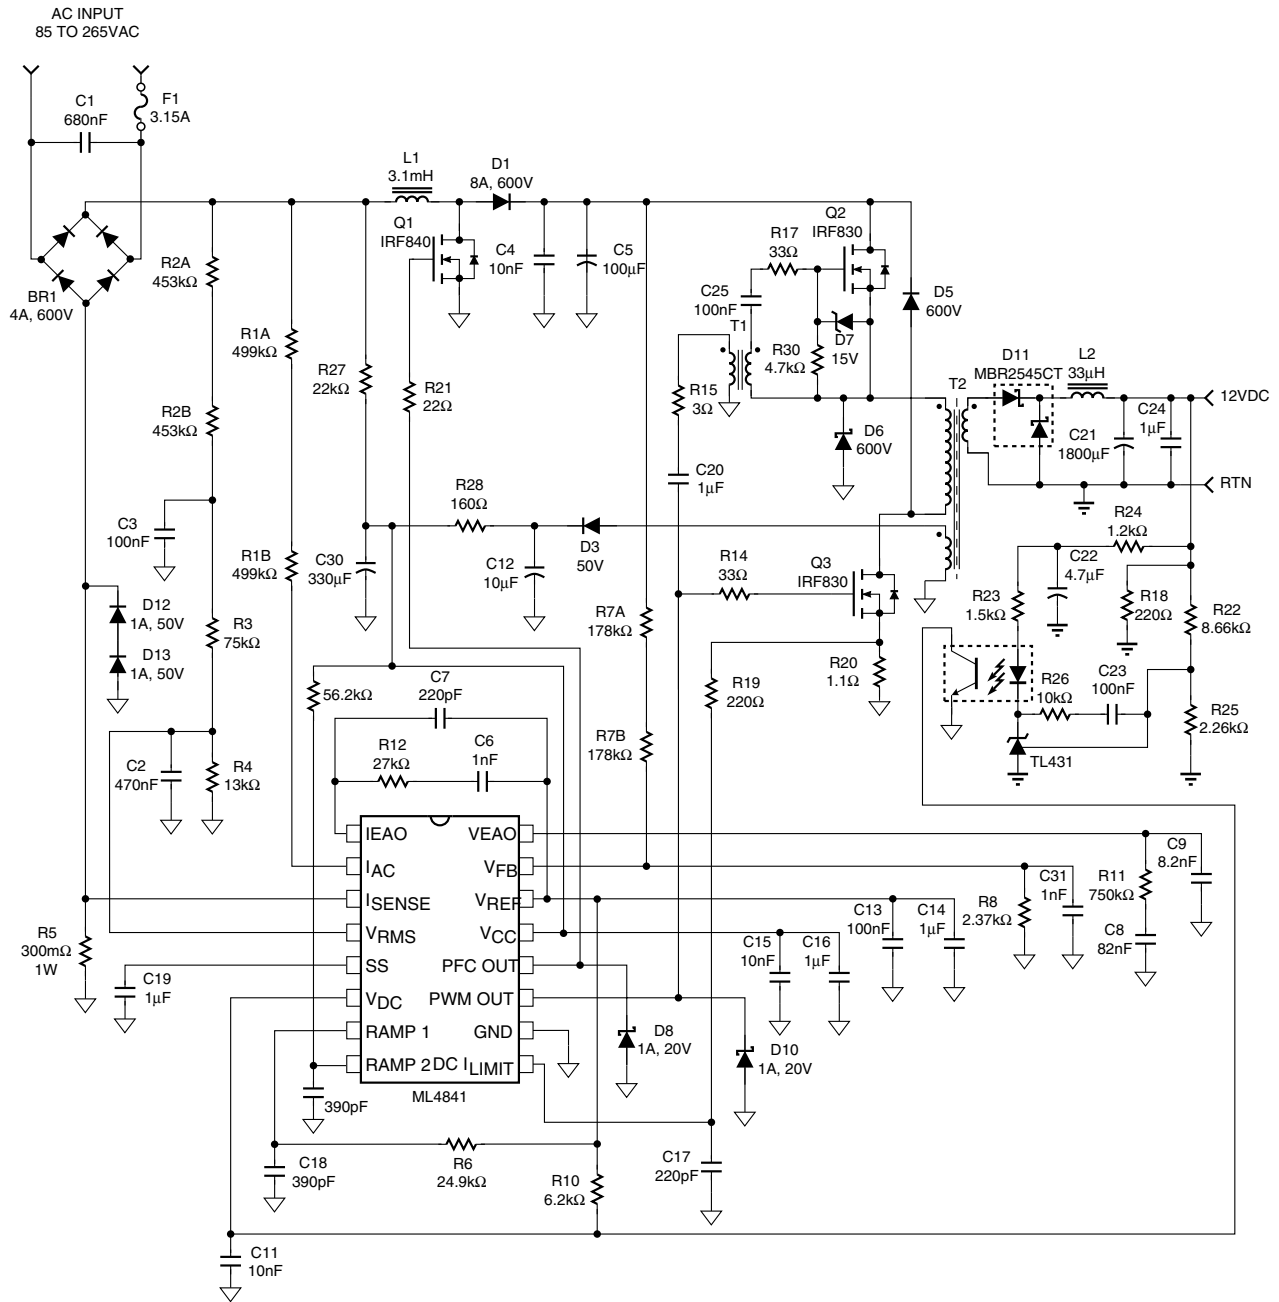 AC INPUT
85 TO 265VAC
C1
680nF
F1
3.15A
BR1
4A, 600V
R2A
453kΩ
R2B
453kΩ
C3
100nF
D12
1A, 50V
D13
1A, 50V
R3
75kΩ
C2
470nF
R4
13kΩ
R5
300mΩ
1W
C19
1µF
R1A
499kΩ
R1B
499kΩ
R27
22kΩ
C30
330µF
L1
3.1mH
D1
8A, 600V
Q1
IRF840
R21
22Ω
C4
10nF
C5
100µF
R28
160Ω
C12
10µF
D3
50V
56.2kΩ
C7
220pF
R12
27kΩ
C6
1nF
R7A
178kΩ
R7B
178kΩ
R17
33Ω
Q2
IRF830
C25
100nF
T1
R30
4.7kΩ
D7
15V
D5
600V
R15
3Ω
C20
1µF
D6
600V
R14
33Ω
Q3
IRF830
R19
220Ω
R20
1.1Ω
T2
D11
MBR2545CT
L2
33µH
12VDC
C24
1µF
C21
1800µF
RTN
R24
1.2kΩ
C22
4.7µF
R23
1.5kΩ
R18
220Ω
R22
8.66kΩ
R26
10kΩ
C23
100nF
R25
2.26kΩ
TL431
IEAO
IAC
ISENSE
VRMS
SS
VDC
RAMP 1
RAMP 2
VEAO
VFB
VREF
VCC
PFC OUT
PWM OUT
GND
DC ILIMIT
ML4841
390pF
C18
390pF
R6
24.9kΩ
R10
6.2kΩ
C11
10nF
C17
220pF
D8
1A, 20V
D10
1A, 20V
C15
10nF
C16
1µF
C13
100nF
C14
1µF
R8
2.37kΩ
C31
1nF
R11
750kΩ
C8
82nF
C9
8.2nF